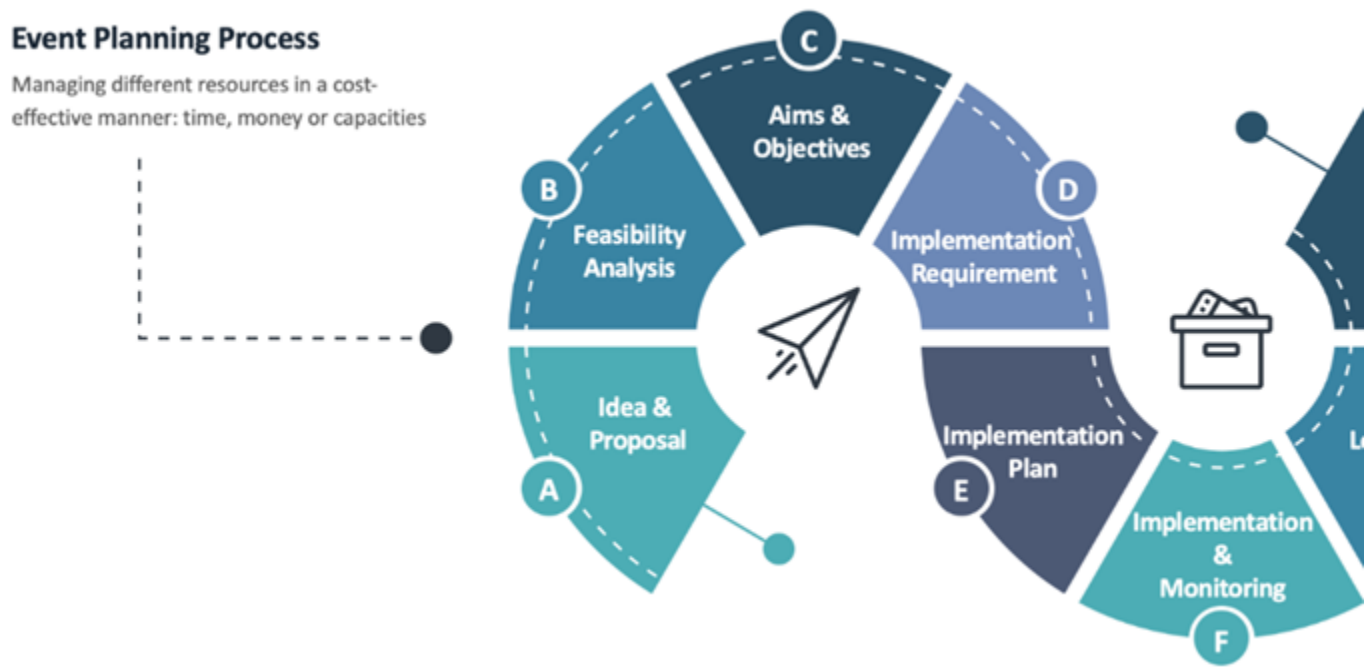 Event Planning Process
Managing different resources in a cost-
effective manner: time, money or capacities
A
Idea &
Proposal
B
Feasibility
Analysis
C
Aims &
Objectives
D
Implementation
Requirement
E
Implementation
Plan
F
Implementation
&
Monitoring